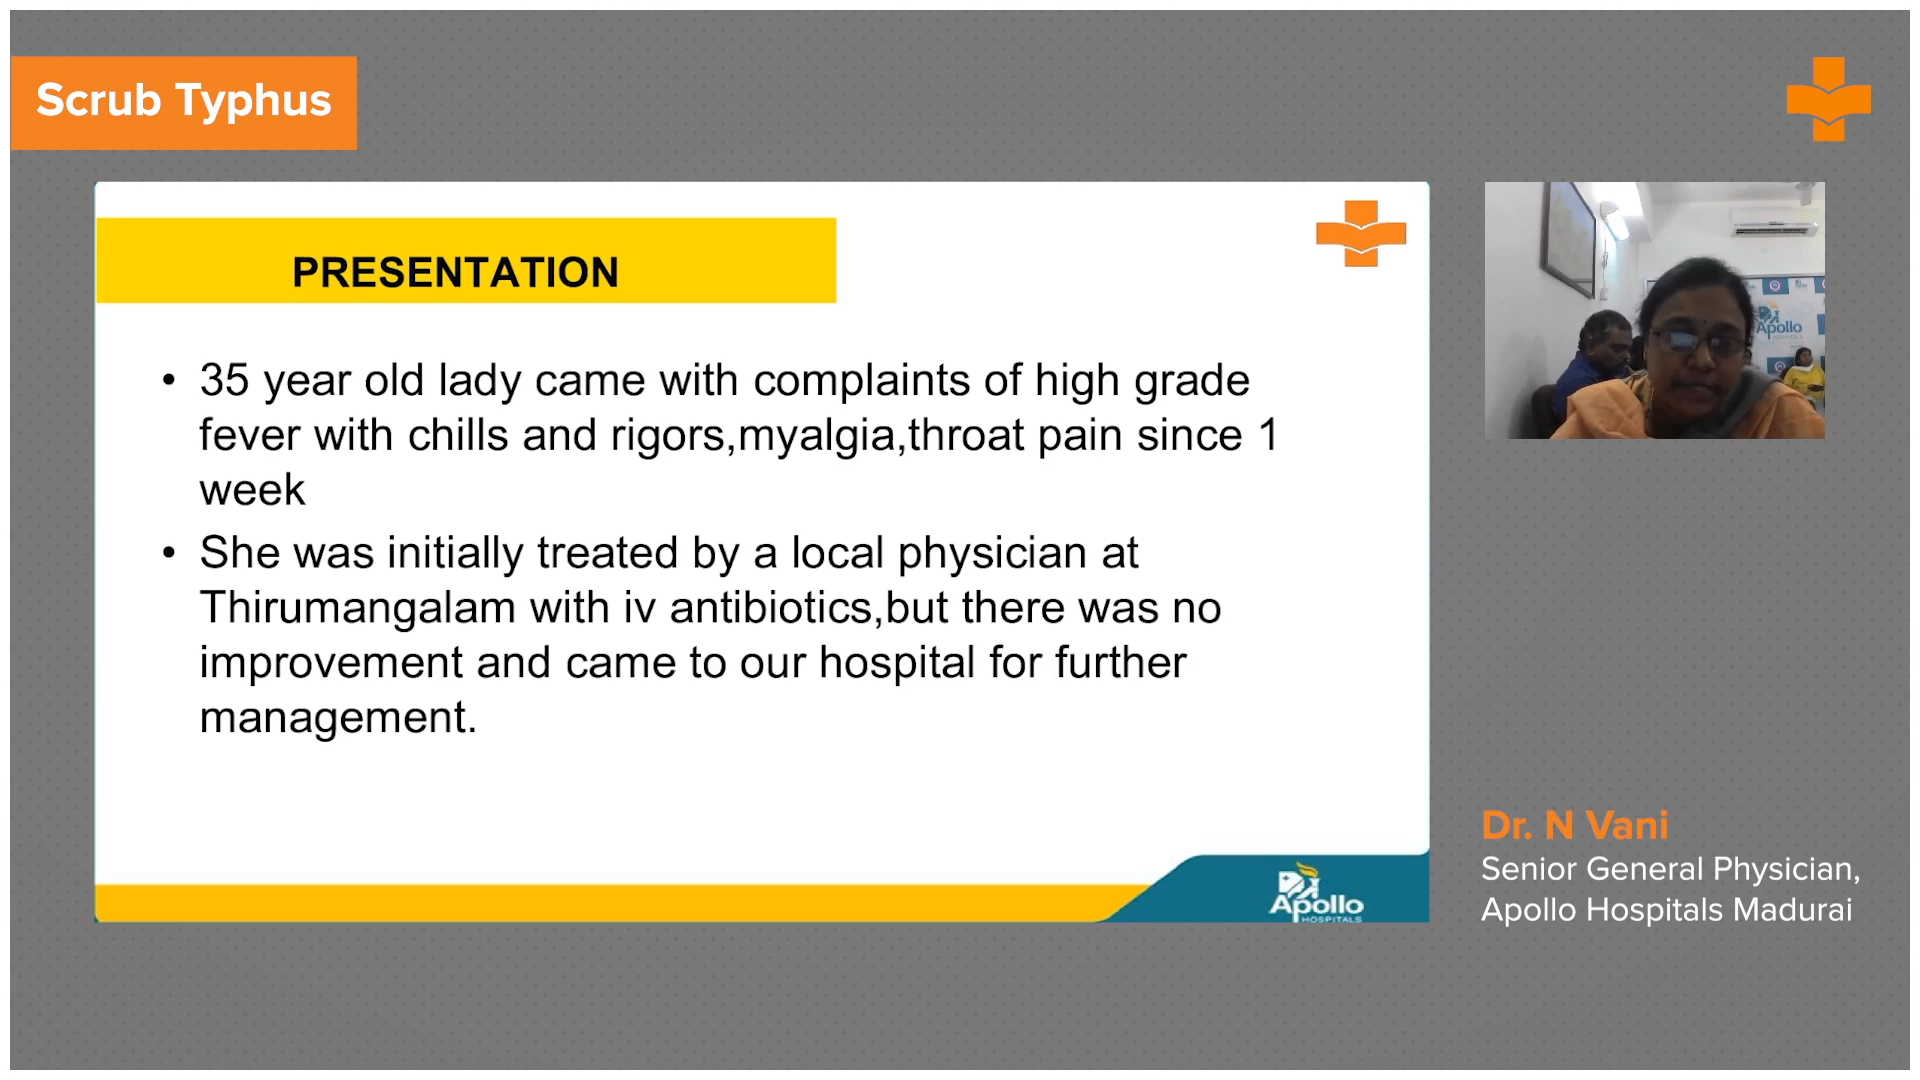 Scrub Typhus
PRESENTATION
• 35 year old lady came with complaints of high grade
fever with chills and rigors,myalgia,throat pain since 1
week
• She was initially treated by a local physician at
Thirumangalam with iv antibiotics,but there was no
improvement and came to our hospital for further
management.
Apollo
HOSPITALS
Apollo
Dr. N Vani
Senior General Physician,
Apollo Hospitals Madurai